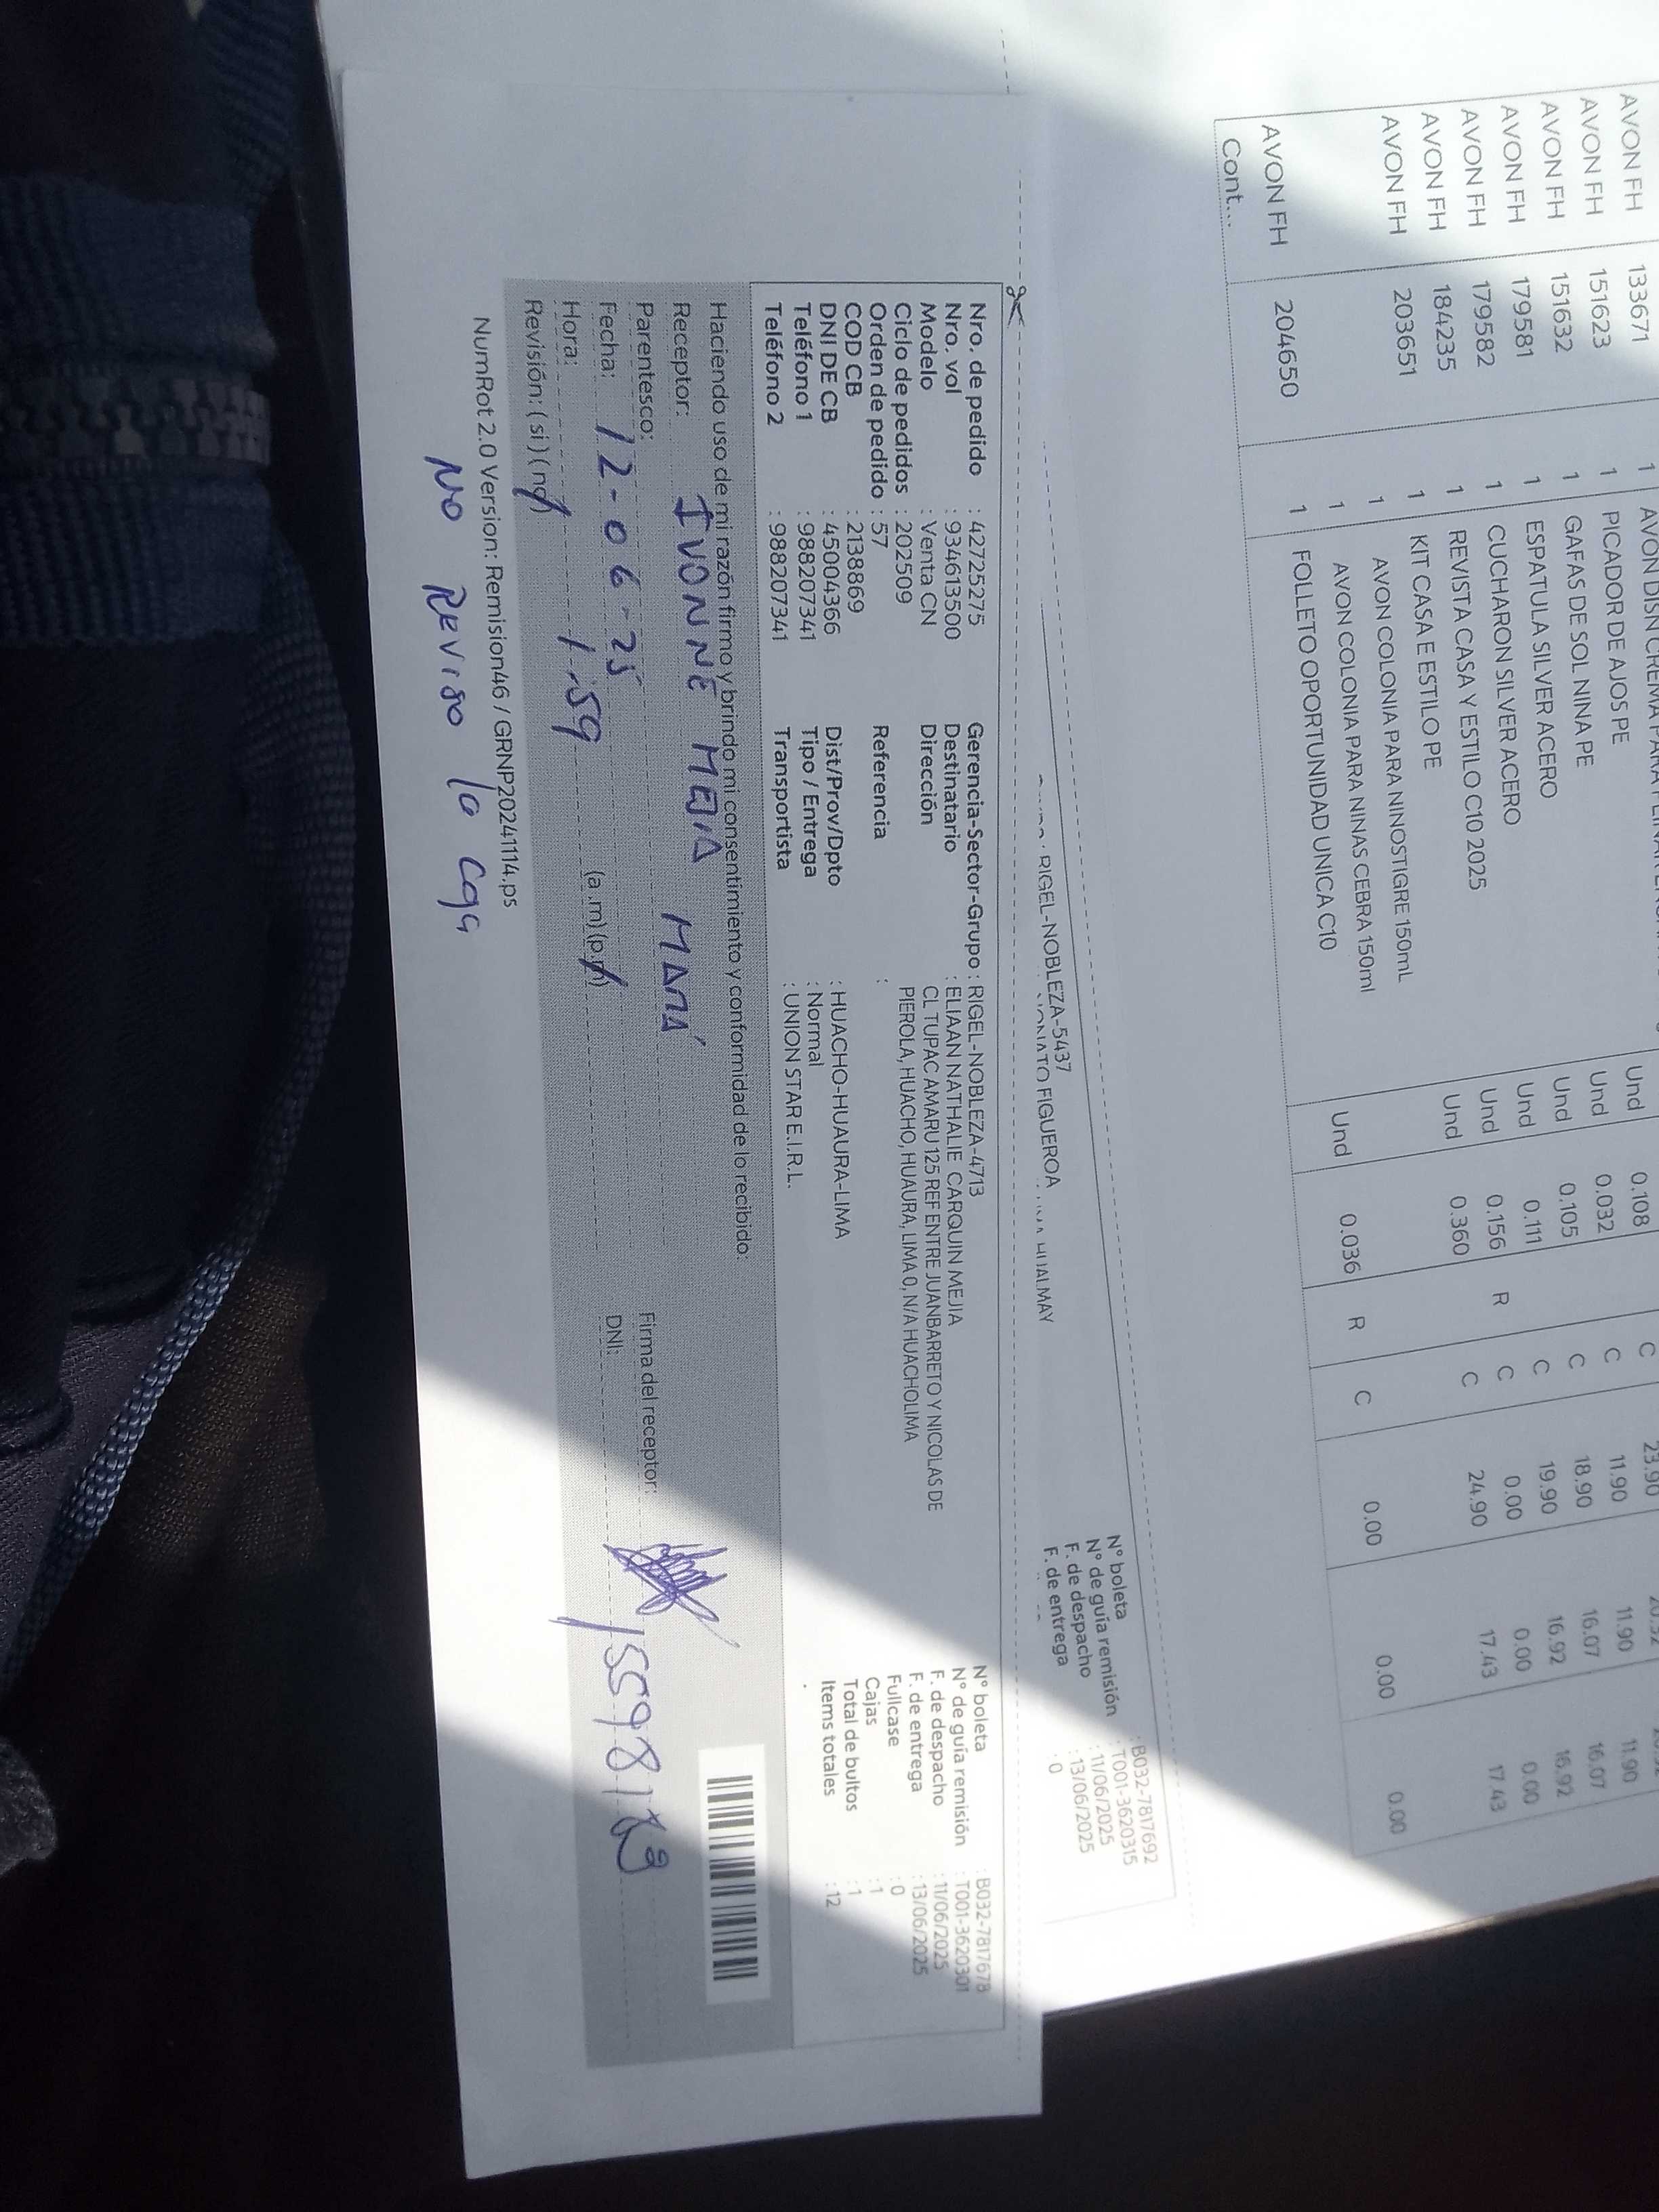 133671 1 AVON Und 0.108 C 23.90
AVON FH 151623 1 PICADOR DE AJOS PE Und 0.032 C 11.90 11.90 11.90
AVON FH 151632 1 GAFAS DE SOL NINA PE Und 0.105 C 18.90 16.07 16.07
AVON FH 179581 1 ESPATULA SILVER ACERO Und 0.111 C 19.90 16.92 16.92
AVON FH 179582 1 CUCHARON SILVER ACERO Und 0.156 R C 0.00 0.00 0.00
AVON FH 184235 1 REVISTA CASA Y ESTILO C10 2025 Und 0.360 C 24.90 17.43 17.43
AVON FH 203651 1 KIT CASA E ESTILO PE
1 AVON COLONIA PARA NINOSTIGRE 150mL
1 AVON COLONIA PARA NINAS CEBRA 150ml
AVON FH 204650 1 FOLLETO OPORTUNIDAD UNICA C10 Und 0.036 R C 0.00 0.00 0.00
Cont...
N° boleta : B032-7817692
N° de guía remisión : T001-3620315
F. de despacho : 11/06/2025
F. de entrega : 13/06/2025
: 0
RIGEL-NOBLEZA-5437
FIGUEROA
HUALMAY
Nro. de pedido : 42725275 Gerencia-Sector-Grupo : RIGEL-NOBLEZA-4713 N° boleta : B032-7817678
Nro. vol : 934613500 Destinatario : ELIAAN NATHALIE CARQUIN MEJIA N° de guía remisión : T001-3620301
Modelo : Venta CN Dirección CL TUPAC AMARU 125 REF ENTRE JUANBARRETO Y NICOLAS DE F. de despacho : 11/06/2025
Ciclo de pedidos : 202509 PIEROLA, HUACHO, HUAURA, LIMA 0, N/A HUACHOLIMA F. de entrega : 13/06/2025
Orden de pedido : 57 Referencia : Fullcase : 0
COD CB : 2138869 Cajas : 1
DNI DE CB : 45004366 Dist/Prov/Dpto : HUACHO-HUAURA-LIMA Total de bultos : 1
Teléfono 1 : 988207341 Tipo / Entrega : Normal Items totales : 12
Teléfono 2 : 988207341 Transportista : UNION STAR E.I.R.L.
Haciendo uso de mi razón firmo y brindo mi consentimiento y conformidad de lo recibido:
Receptor: IVONNE MEJIA MAMÁ
Parentesco: Firma del receptor:
Fecha: 12-06-25 DNI:
Hora: 1:59 (a.m) (p.m)
Revisión: (si) (no)
NumRot 2.0 Version: Remision46 / GRNP20241114.ps
NO REVISO la Caja